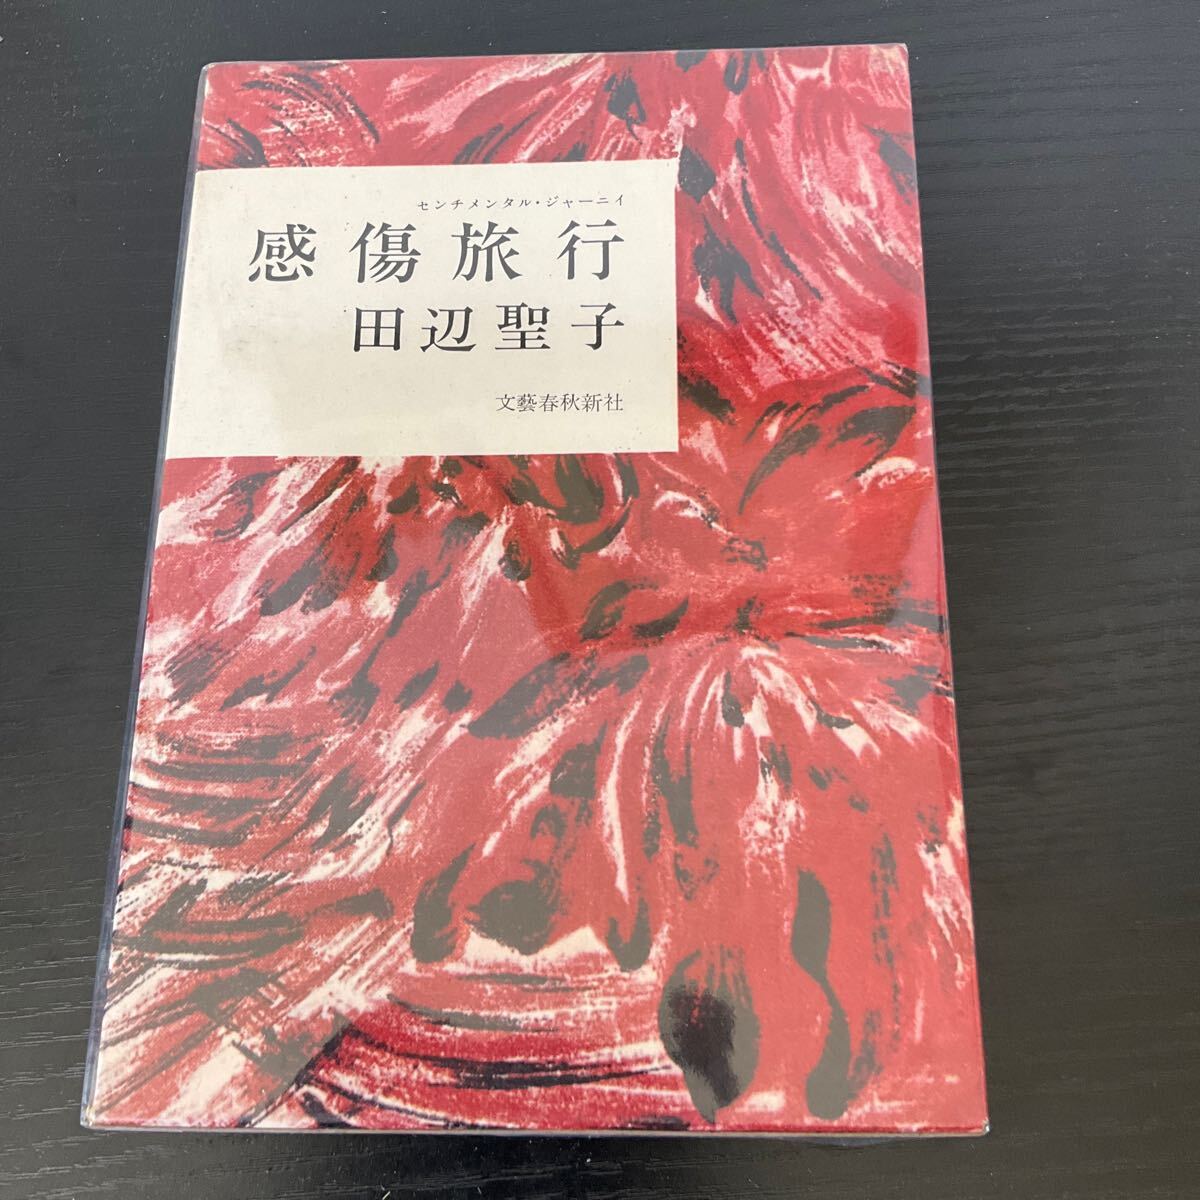 センチメンタル・ジャーニイ
感傷旅行
田辺聖子
文藝春秋新社